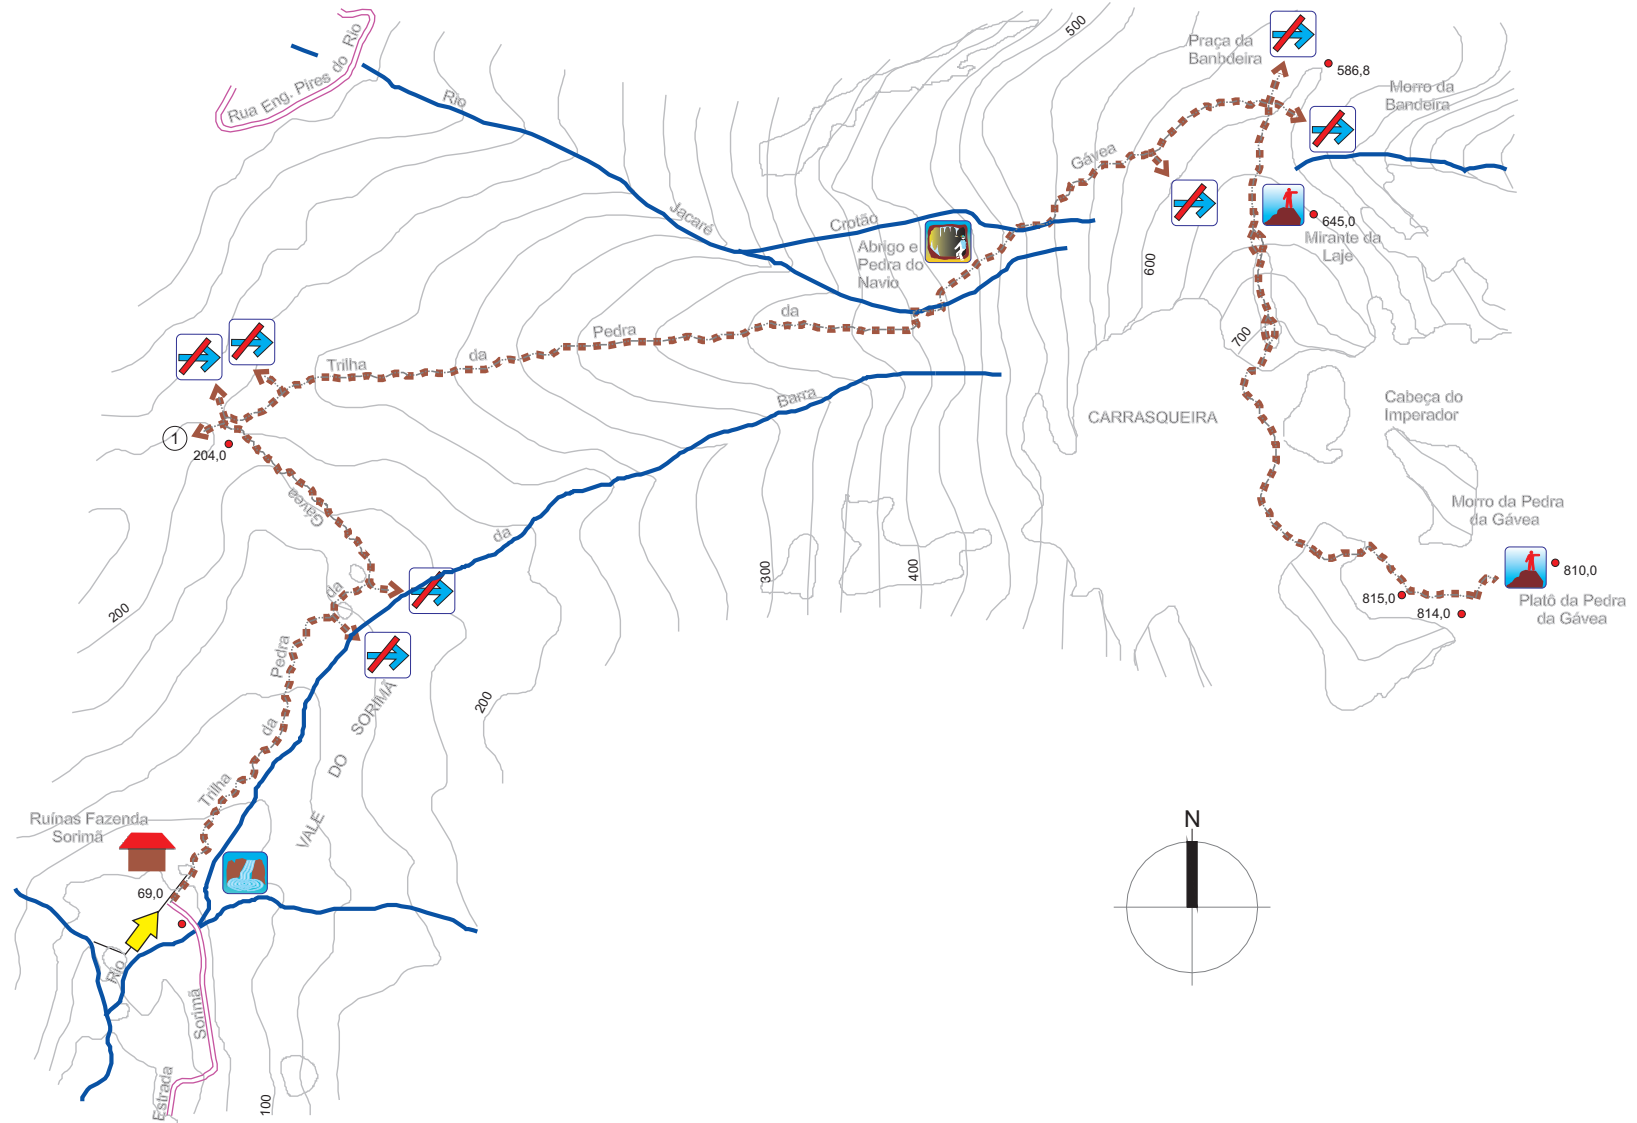 Rua Eng. Pires do Rio
Rio
Jacaré
Crotão
Abrigo e
Pedra do
Navio
500
Praça da
Banbdeira
586,8
Morro da
Bandeira
Gávea
645,0
Mirante da
Laje
600
700
Trilha da Pedra da
Barra
CARRASQUEIRA
Cabeça do
Imperador
Morro da Pedra
da Gávea
810,0
815,0
814,0
Platô da Pedra
da Gávea
1
204,0
Gávea
da
300
400
200
da
Pedra
da
Trilha
200
VALE DO SORIMÃ
Ruínas Fazenda
Sorimã
69,0
Rio
Estrada Sorimã
100
N